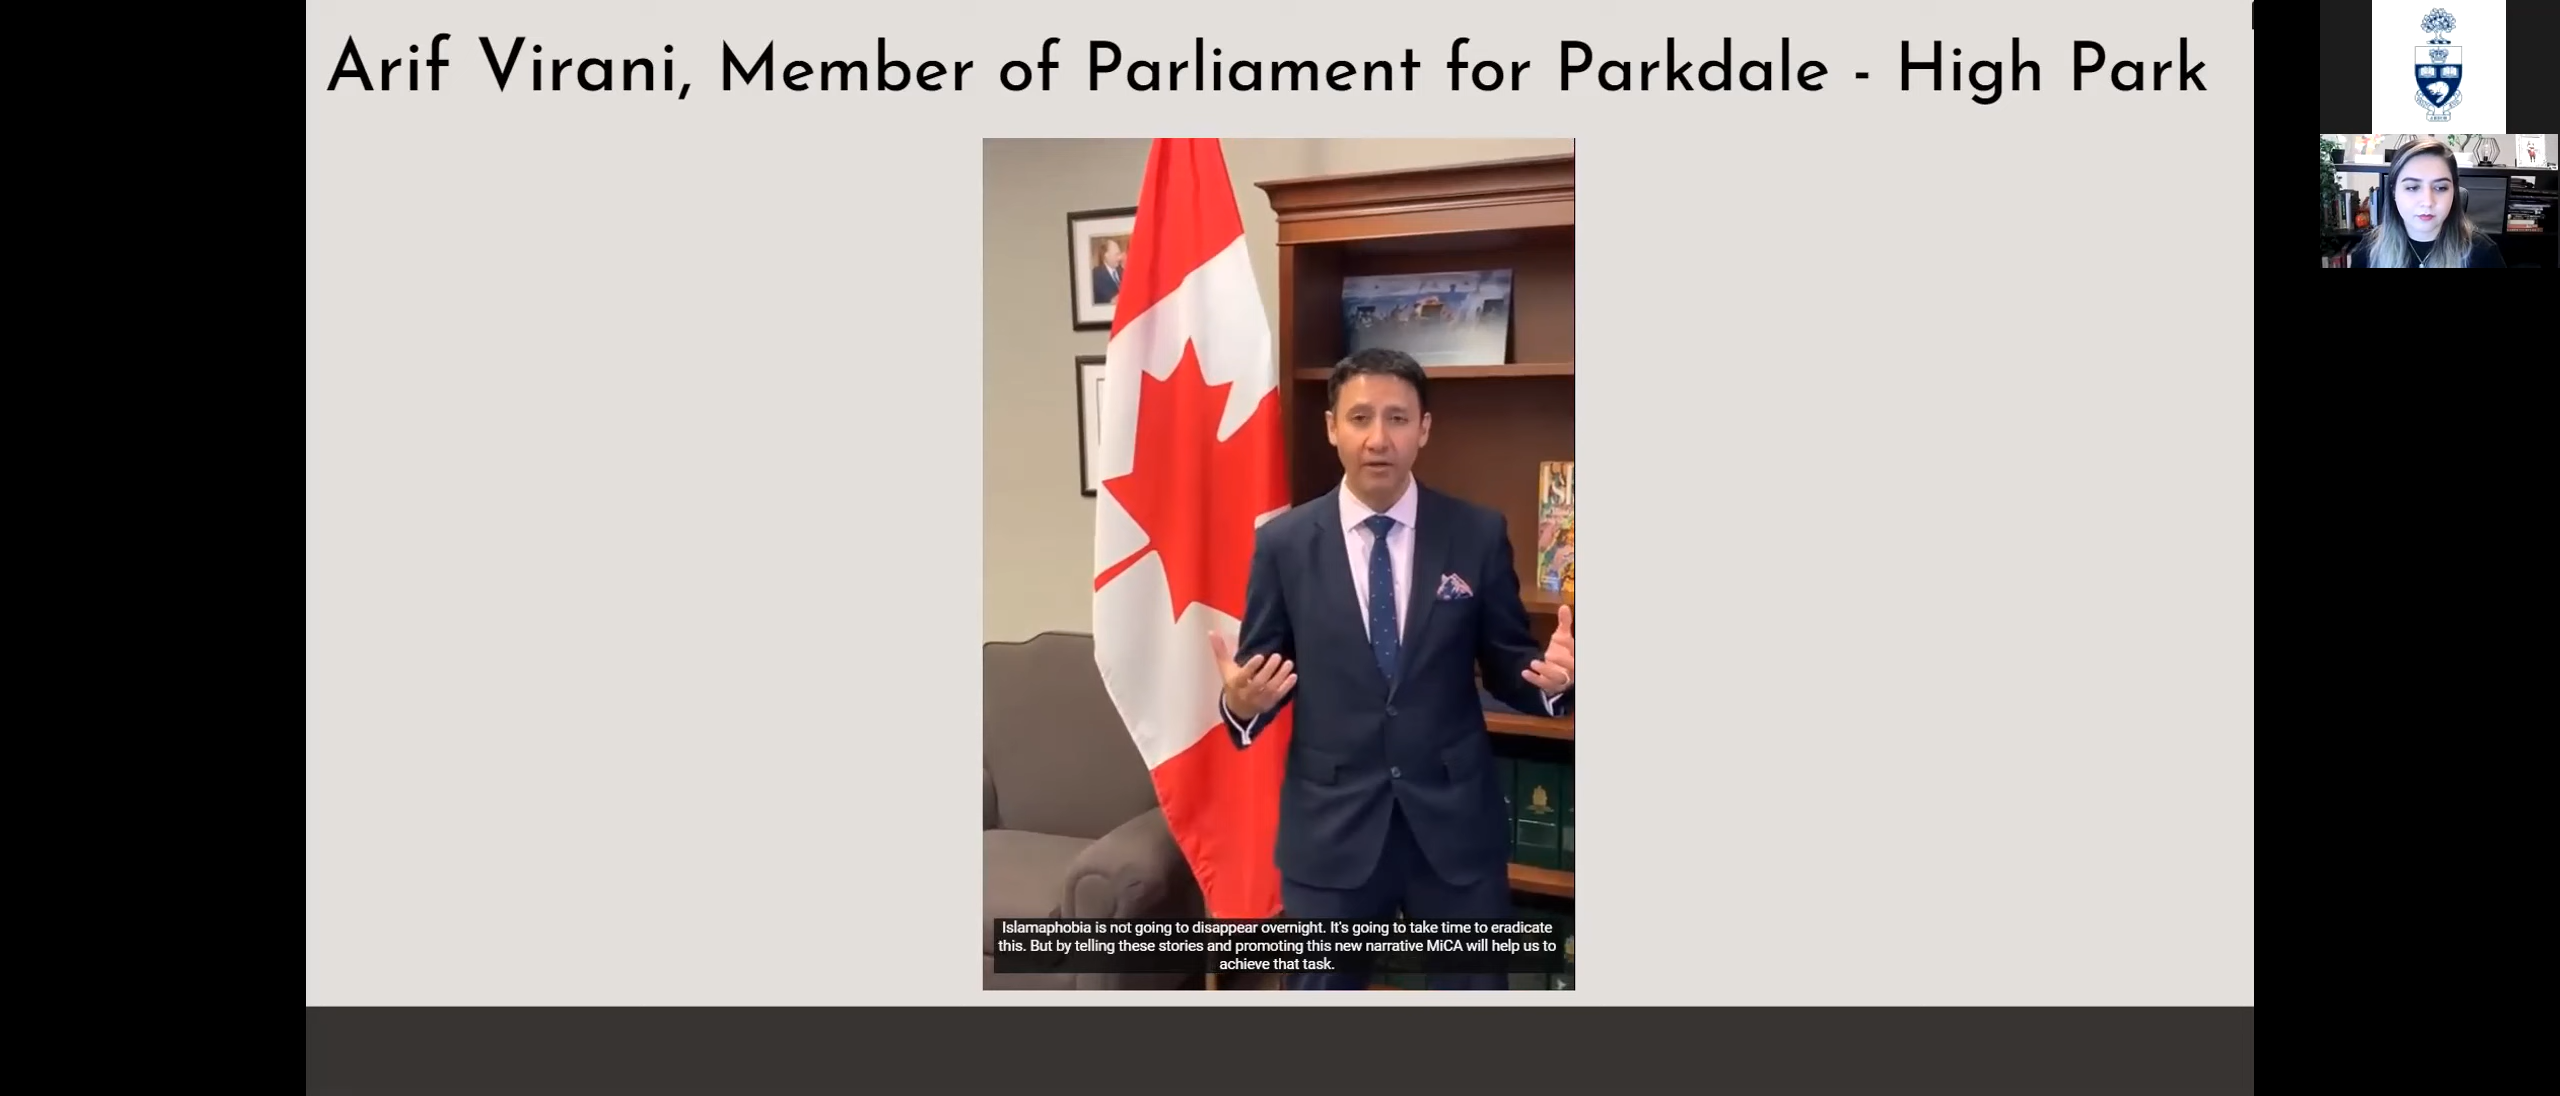 Arif Virani, Member of Parliament for Parkdale - High Park
Islamaphobia is not going to disappear overnight. It's going to take time to eradicate
this. But by telling these stories and promoting this new narrative MiCA will help us to
achieve that task.